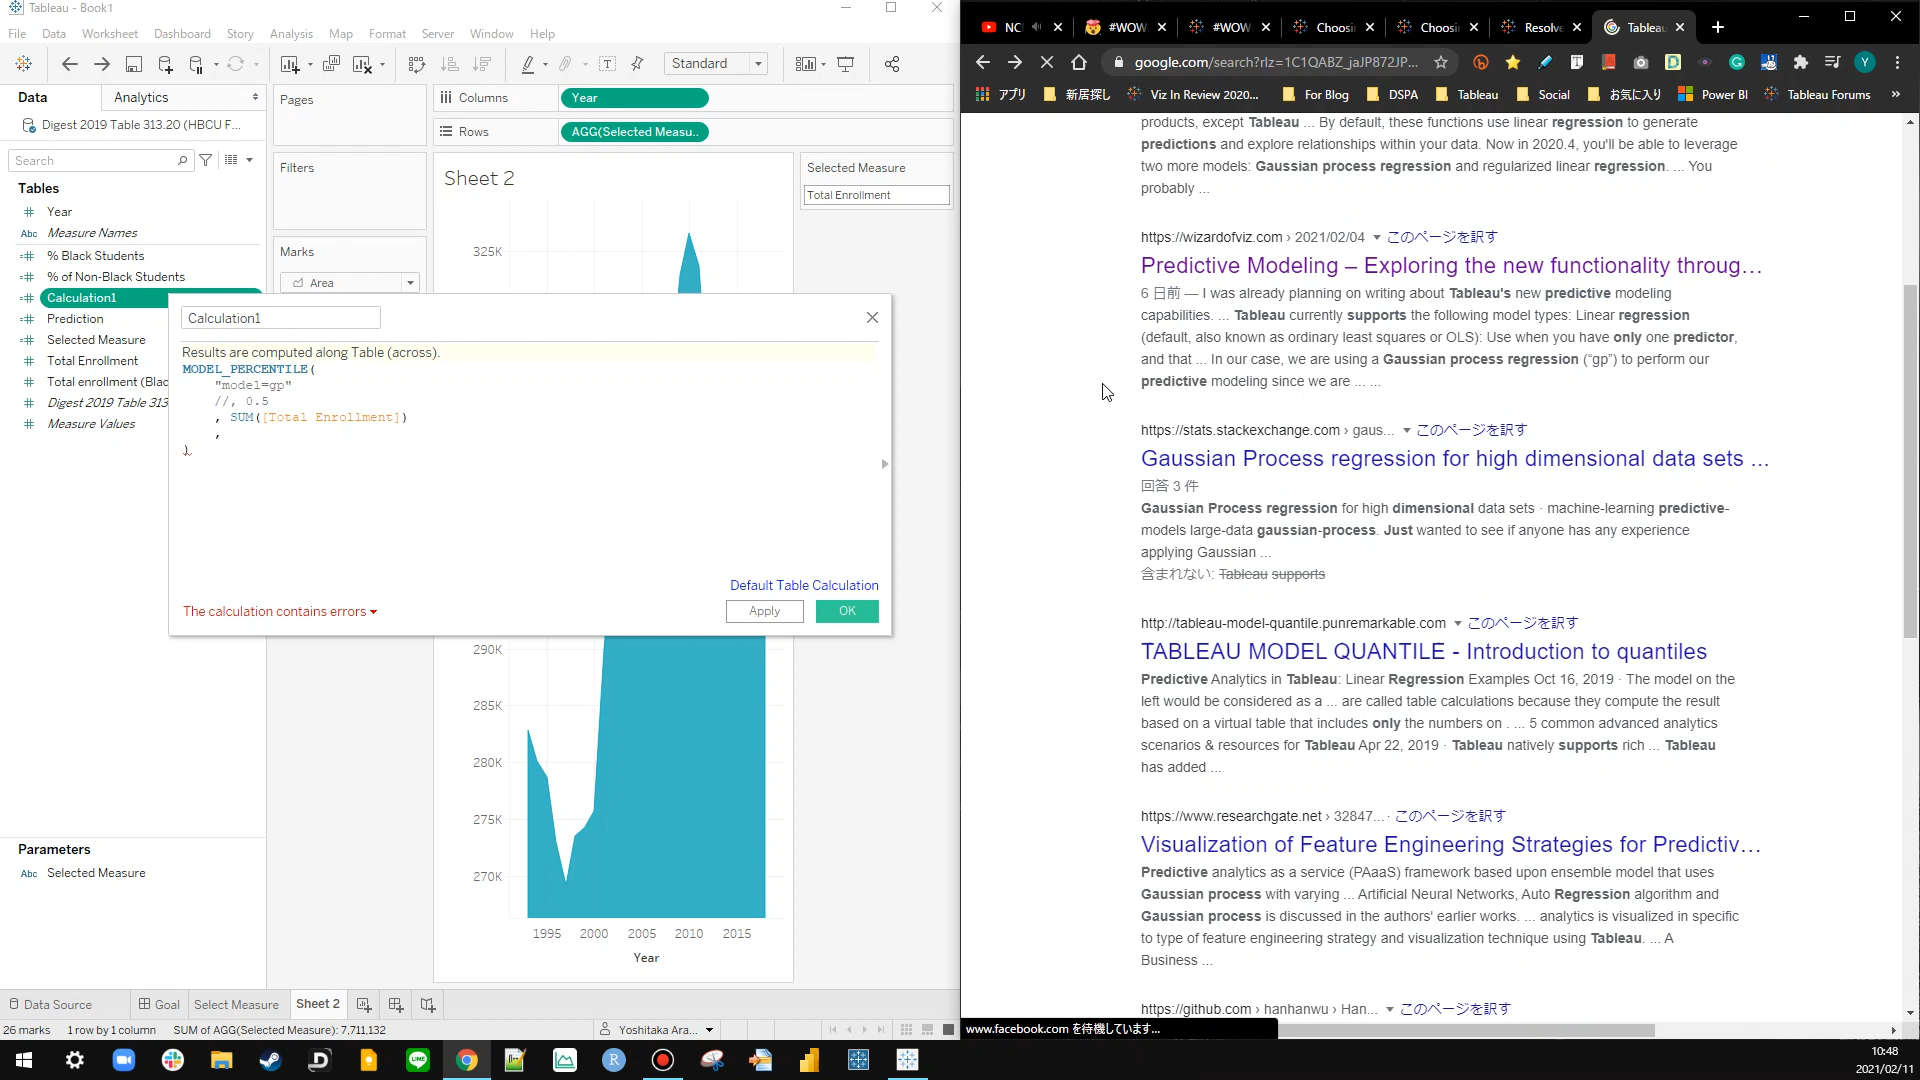 Tableau - Book1
File Data Worksheet Dashboard Story Analysis Map Format Server Window Help
Standard
Data Analytics
Digest 2019 Table 313.20 (HBCU F...
Search
Tables
Year
Abc Measure Names
% Black Students
% of Non-Black Students
Calculation1
Prediction
Selected Measure
Total Enrollment
Total enrollment (Blac
Digest 2019 Table 313
Measure Values
Parameters
Abc Selected Measure
Pages
Filters
Marks
Area
Columns Year
Rows AGG(Selected Measu..
Sheet 2
325K
290K
285K
280K
275K
270K
1995 2000 2005 2010 2015
Year
Selected Measure
Total Enrollment
Calculation1
Results are computed along Table (across).
MODEL_PERCENTILE(
"model=gp"
//, 0.5
, SUM([Total Enrollment])
,
)
Default Table Calculation
The calculation contains errors
Apply OK
Data Source Goal Select Measure Sheet 2
26 marks 1 row by 1 column SUM of AGG(Selected Measure): 7,711,132
Yoshitaka Ara...
NC #WOW #WOW Choosi Choosi Resolve Tableau
google.com/search?rlz=1C1QABZ_jaJP872JP...
Y
アプリ 新居探し Viz In Review 2020... For Blog DSPA Tableau Social お気に入り Power BI Tableau Forums »
products, except Tableau ... By default, these functions use linear regression to generate
predictions and explore relationships within your data. Now in 2020.4, you'll be able to leverage
two more models: Gaussian process regression and regularized linear regression. ... You
probably ...
https://wizardofviz.com › 2021/02/04 このページを訳す
Predictive Modeling – Exploring the new functionality throug...
6 日前 — I was already planning on writing about Tableau's new predictive modeling
capabilities. ... Tableau currently supports the following model types: Linear regression
(default, also known as ordinary least squares or OLS): Use when you have only one predictor,
and that ... In our case, we are using a Gaussian process regression (“gp”) to perform our
predictive modeling since we are ... ...
https://stats.stackexchange.com › gaus... このページを訳す
Gaussian Process regression for high dimensional data sets ...
回答 3 件
Gaussian Process regression for high dimensional data sets · machine-learning predictive-
models large-data gaussian-process. Just wanted to see if anyone has any experience
applying Gaussian ...
含まれない: Tableau supports
http://tableau-model-quantile.punremarkable.com このページを訳す
TABLEAU MODEL QUANTILE - Introduction to quantiles
Predictive Analytics in Tableau: Linear Regression Examples Oct 16, 2019 · The model on the
left would be considered as a ... are called table calculations because they compute the result
based on a virtual table that includes only the numbers on . ... 5 common advanced analytics
scenarios & resources for Tableau Apr 22, 2019 · Tableau natively supports rich ... Tableau
has added ...
https://www.researchgate.net › 32847... · このページを訳す
Visualization of Feature Engineering Strategies for Predictiv...
Predictive analytics as a service (PAaaS) framework based upon ensemble model that uses
Gaussian process with varying ... Artificial Neural Networks, Auto Regression algorithm and
Gaussian process is discussed in the authors' earlier works. ... analytics is visualized in specific
to type of feature engineering strategy and visualization technique using Tableau. ... A
Business ...
https://github.com › hanhanwu › Han... このページを訳す
www.facebook.com を待機しています...
10:48
2021/02/11